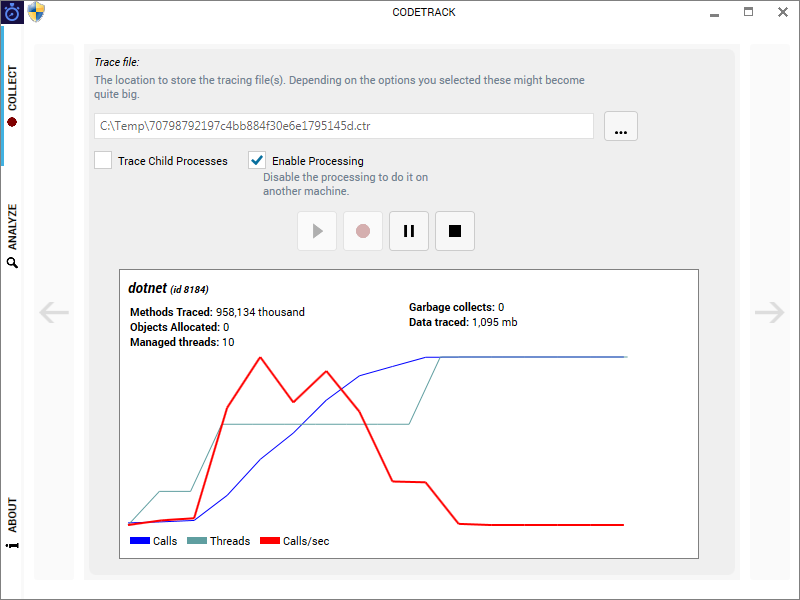 CODETRACK
COLLECT
ANALYZE
ABOUT
Trace file:
The location to store the tracing file(s). Depending on the options you selected these might become
quite big.
C:\Temp\70798792197c4bb884f30e6e1795145d.ctr
...
Trace Child Processes
Enable Processing
Disable the processing to do it on
another machine.
dotnet (id 8184)
Methods Traced: 958,134 thousand
Objects Allocated: 0
Managed threads: 10
Garbage collects: 0
Data traced: 1,095 mb
Calls Threads Calls/sec